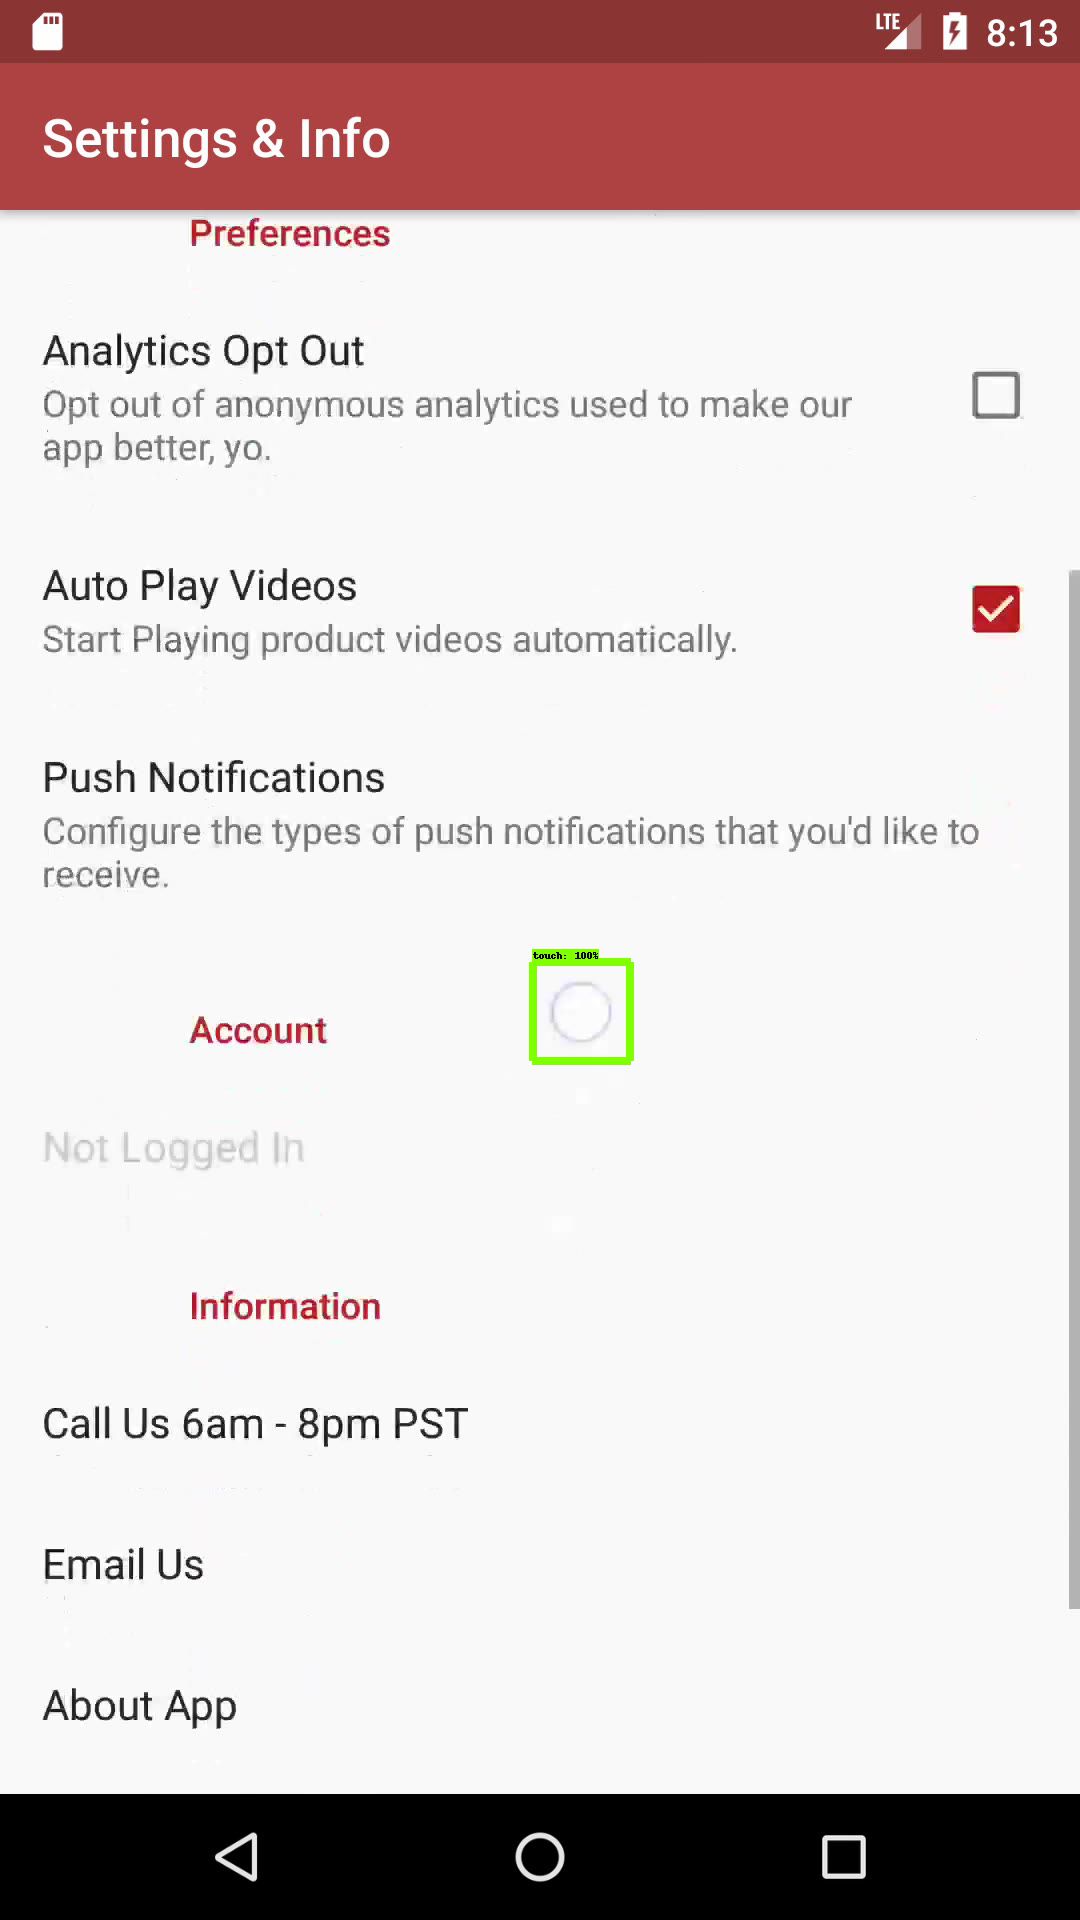 LTE 8:13
Settings & Info
Preferences
Analytics Opt Out
Opt out of anonymous analytics used to make our
app better, yo.
Auto Play Videos
Start Playing product videos automatically.
Push Notifications
Configure the types of push notifications that you'd like to
receive.
touch: 100%
Account
Not Logged In
Information
Call Us 6am - 8pm PST
Email Us
About App